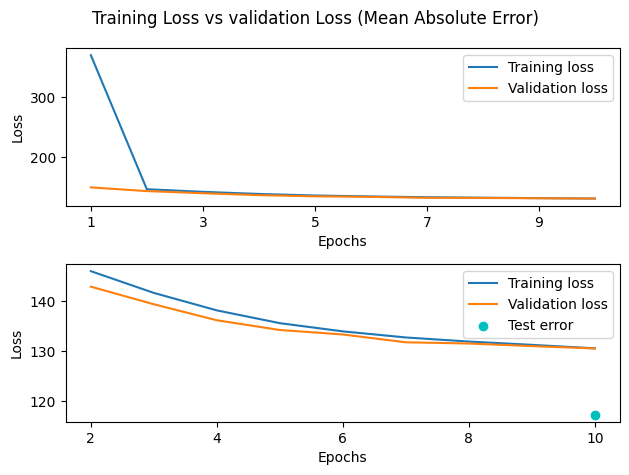 Training Loss vs validation Loss (Mean Absolute Error)
Loss
300
200
Training loss
Validation loss
1 3 5 7 9
Epochs
Loss
140
130
120
Training loss
Validation loss
Test error
2 4 6 8 10
Epochs